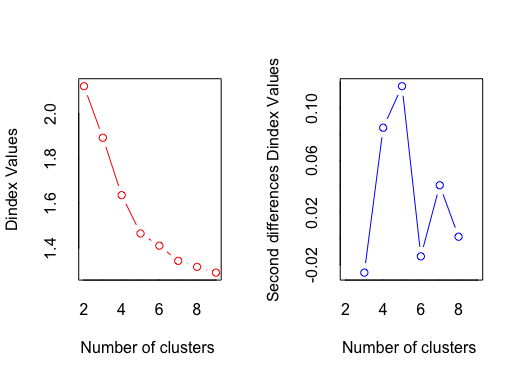 Dindex Values
2.0
1.8
1.6
1.4
2 4 6 8
Number of clusters
Second differences Dindex Values
0.10
0.06
0.02
-0.02
2 4 6 8
Number of clusters